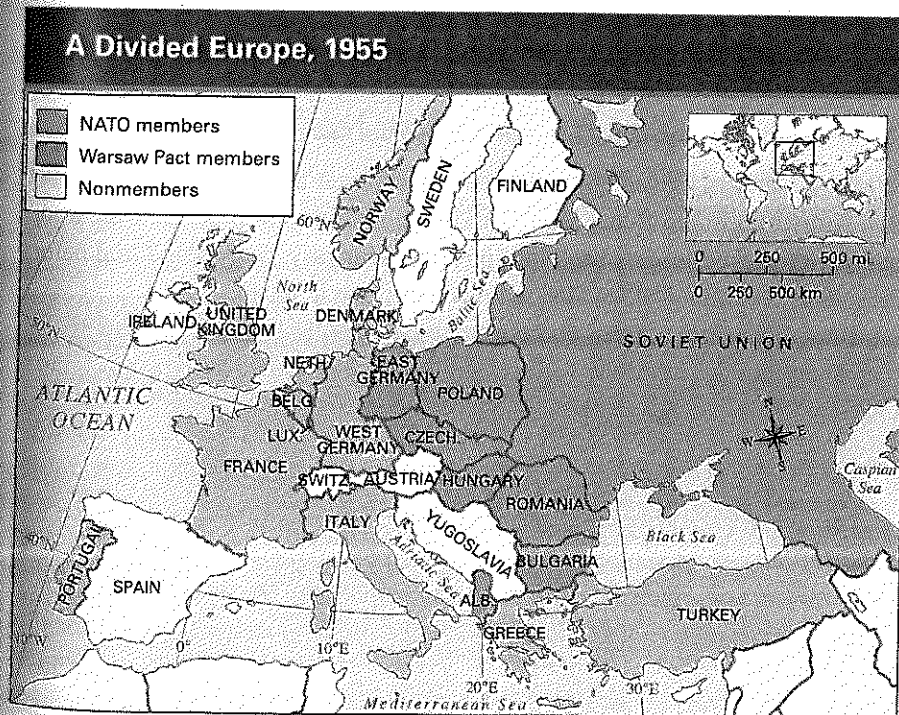 A Divided Europe, 1955
NATO members
Warsaw Pact members
Nonmembers
60°N
NORWAY
SWEDEN
FINLAND
North
Sea
Baltic Sea
0 250 500 mi.
0 250 500 km
IRELAND
UNITED
KINGDOM
DENMARK
50°N
NETH.
EAST
GERMANY
POLAND
SOVIET UNION
ATLANTIC
OCEAN
BELG.
LUX.
WEST
GERMANY
CZECH.
N
W
E
S
FRANCE
SWITZ.
AUSTRIA
HUNGARY
ROMANIA
Caspian
Sea
ITALY
YUGOSLAVIA
Adriatic Sea
Black Sea
BULGARIA
40°N
PORTUGAL
SPAIN
ALB.
TURKEY
GREECE
0°
10°E
20°E
30°E
Mediterranean Sea